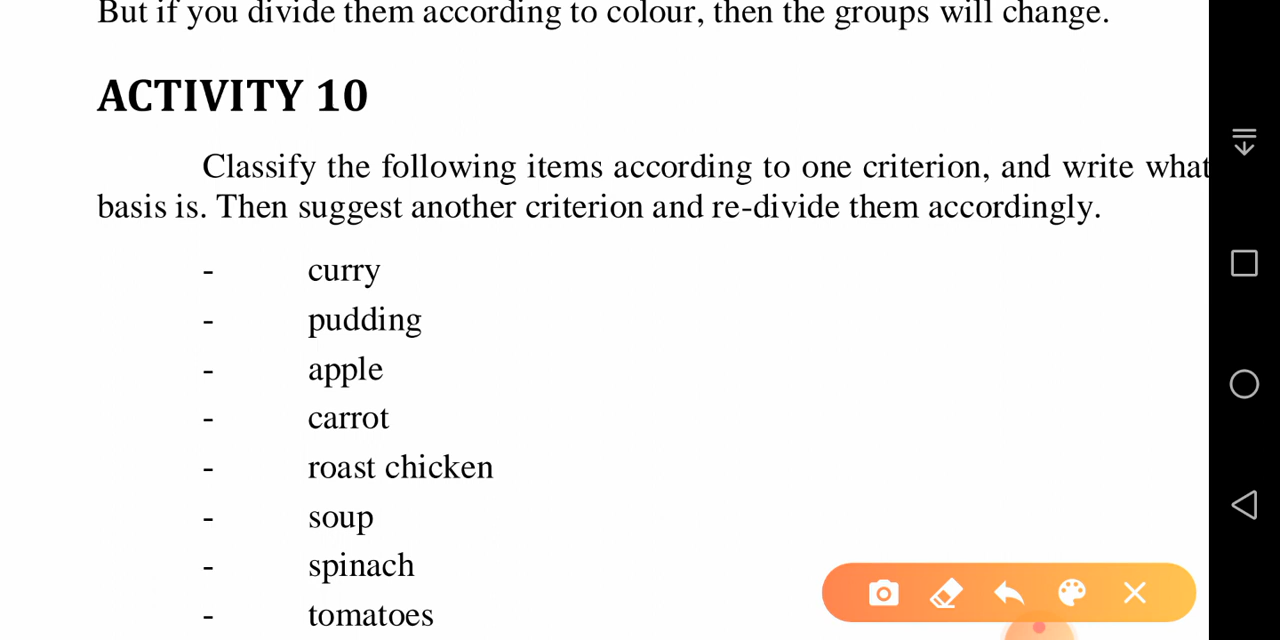 But if you divide them according to colour, then the groups will change.
ACTIVITY 10
Classify the following items according to one criterion, and write what
basis is. Then suggest another criterion and re-divide them accordingly.
- curry
- pudding
- apple
- carrot
- roast chicken
- soup
- spinach
- tomatoes